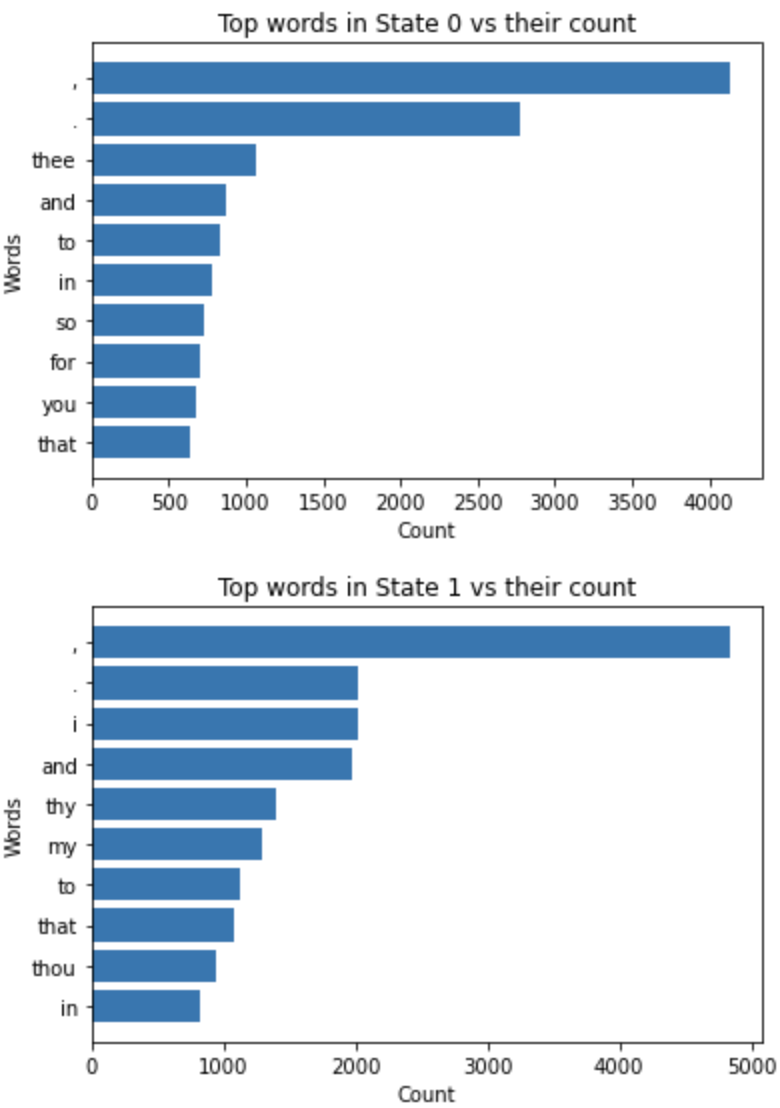 Top words in State 0 vs their count
,
.
thee
and
to
in
so
for
you
that
Words
0 500 1000 1500 2000 2500 3000 3500 4000
Count
Top words in State 1 vs their count
,
.
i
and
thy
my
to
that
thou
in
Words
0 1000 2000 3000 4000 5000
Count